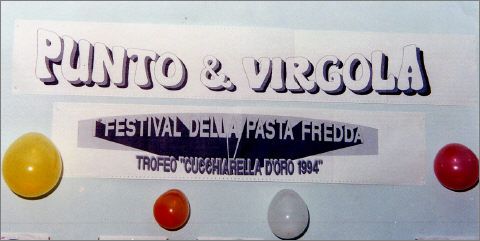 PUNTO & VIRGOLA
FESTIVAL DELLA PASTA FREDDA
TROFEO "CUCCHIARELLA D'ORO 1994"